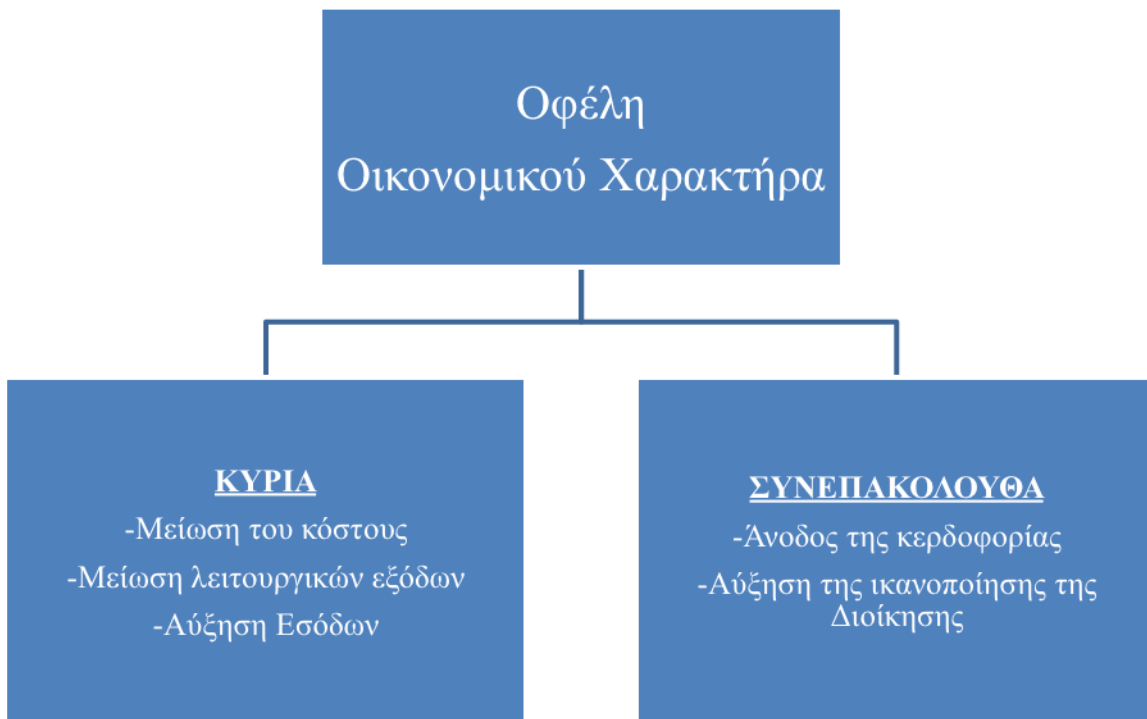 Οφέλη
Οικονομικού Χαρακτήρα
ΚΥΡΙΑ
-Μείωση του κόστους
-Μείωση λειτουργικών εξόδων
-Αύξηση Εσόδων
ΣΥΝΕΠΑΚΟΛΟΥΘΑ
-Άνοδος της κερδοφορίας
-Αύξηση της ικανοποίησης της
Διοίκησης